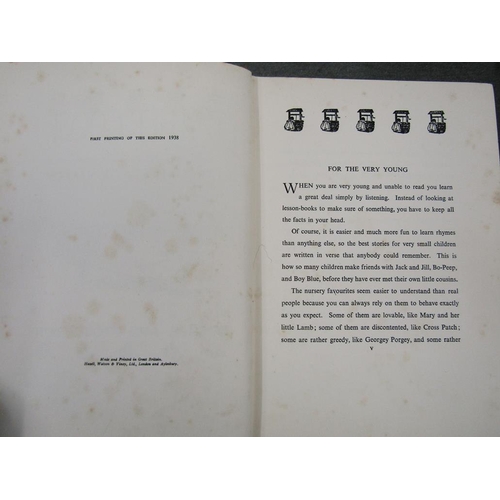 FIRST PRINTING OF THIS EDITION 1938
Made and Printed in Great Britain.
Hazell, Watson & Viney, Ltd., London and Aylesbury.
FOR THE VERY YOUNG
WHEN you are very young and unable to read you learn
a great deal simply by listening. Instead of looking at
lesson-books to make sure of something, you have to keep all
the facts in your head.
Of course, it is easier and much more fun to learn rhymes
than anything else, so the best stories for very small children
are written in verse that anybody could remember. This is
how so many children make friends with Jack and Jill, Bo-Peep,
and Boy Blue, before they have ever met their own little cousins.
The nursery favourites seem easier to understand than real
people because you can always rely on them to behave exactly
as you expect. Some of them are lovable, like Mary and her
little Lamb; some of them are discontented, like Cross Patch;
some are rather greedy, like Georgey Porgey, and some rather
v